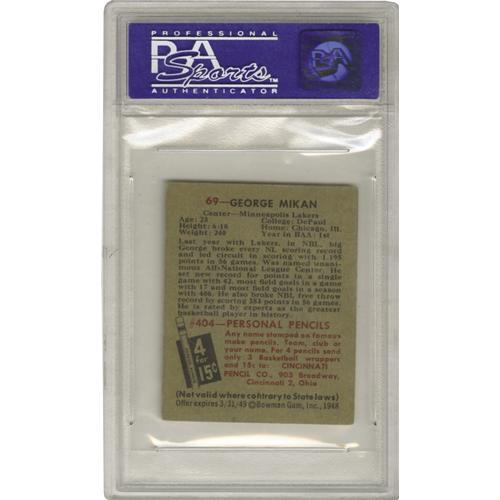 PROFESSIONAL
PSA
Sports™
AUTHENTICATOR
PSA
69—GEORGE MIKAN
Center—Minneapolis Lakers
Age: 23 College: DePaul
Height: 6:10 Home: Chicago, Ill.
Weight: 240 Year in BAA: 1st
Last year with Lakers, in NBL, big
George broke every NL scoring record
and led circuit in scoring with 1,195
points in 56 games. Was named unani-
mous All-National League Center. He
set new record for points in a single
game with 42, most field goals in a game
with 17 and most field goals in a season
with 406. He also broke NBL free throw
record by scoring 383 points in 56 games.
He is rated by experts as the greatest
basketball player in history.
#404—PERSONAL PENCILS
4 for 15¢
Any name stamped on famous
make pencils. Team, club or
your name. For 4 pencils send
only 3 Basketball wrappers
and 15c to: CINCINNATI
PENCIL CO., 903 Broadway,
Cincinnati 2, Ohio
(Not valid where contrary to State laws)
Offer expires 3/31/49 ©Bowman Gum, Inc., 1948